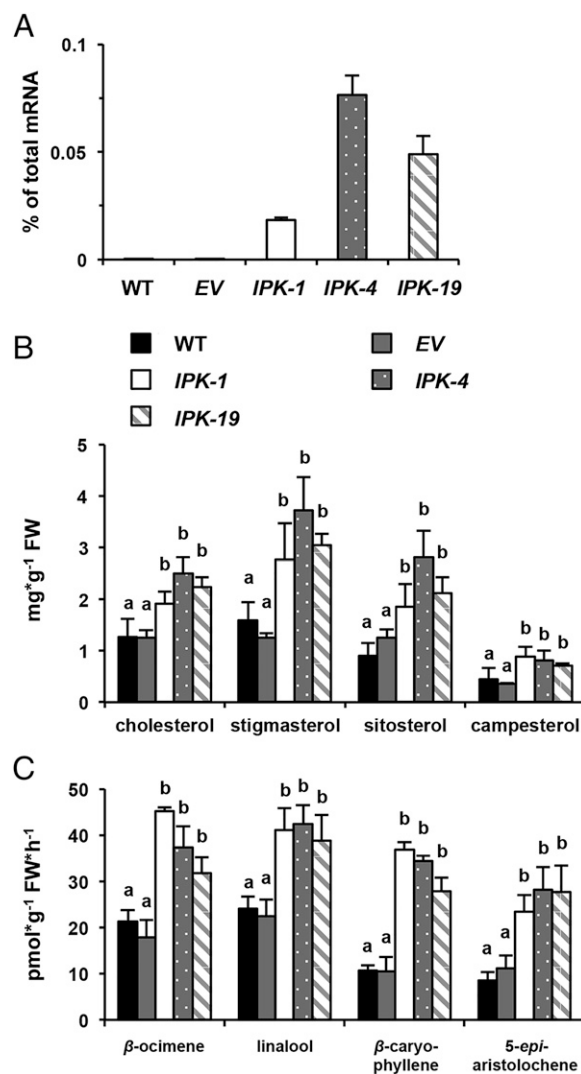 A
% of total mRNA
0.1
0.05
0
WT EV IPK-1 IPK-4 IPK-19
WT EV
IPK-1 IPK-4
IPK-19
B
mg*g⁻¹ FW
5
4
3
2
1
0
a a b b b a a b b b a a b b b a a b b b
cholesterol stigmasterol sitosterol campesterol
C
pmol*g⁻¹ FW*h⁻¹
50
40
30
20
10
0
a a b b b a a b b b a a b b b a a b b b
β-ocimene linalool β-caryo- 5-epi-
phyllene aristolochene